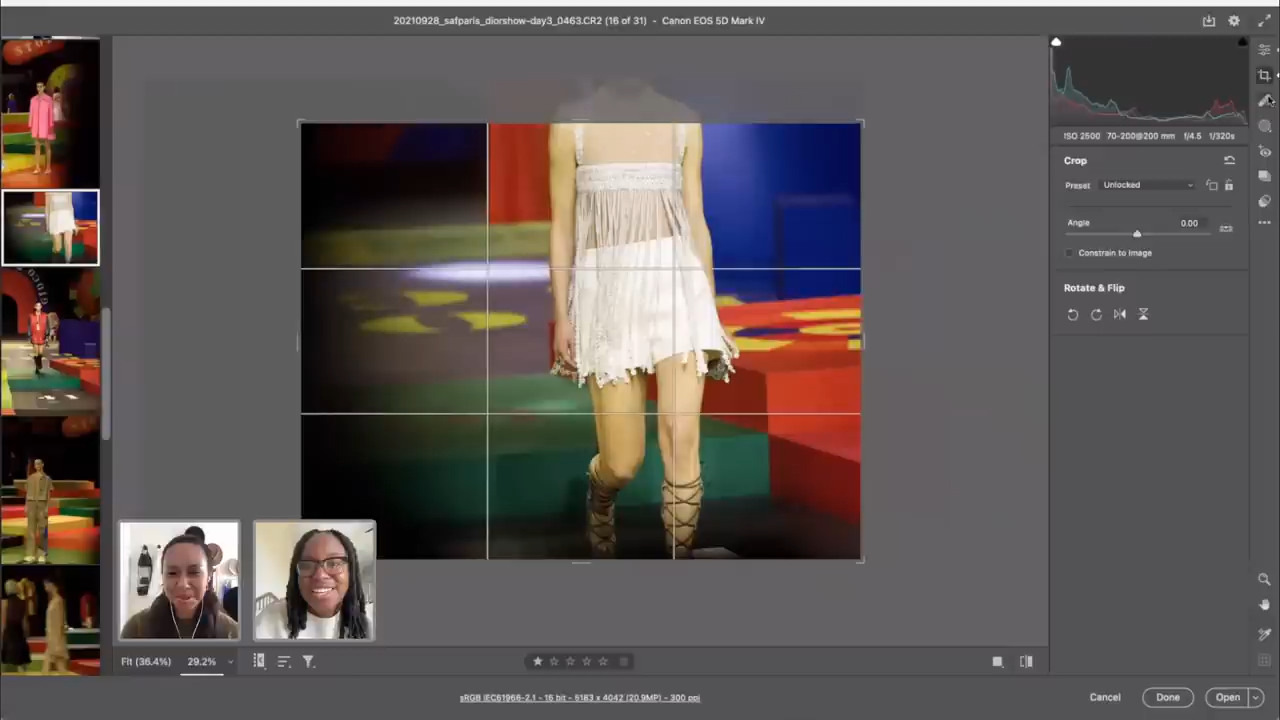 20210928_safparis_diorshow-day3_0463.CR2 (16 of 31) - Canon EOS 5D Mark IV
ISO 2500 70-200@200 mm f/4.5 1/320s
Crop
Preset Unlocked
Angle 0.00
Constrain to Image
Rotate & Flip
Fit (36.4%) 29.2%
sRGB IEC61966-2.1 - 16 bit - 5183 x 4042 (20.9MP) - 300 ppi
Cancel Done Open